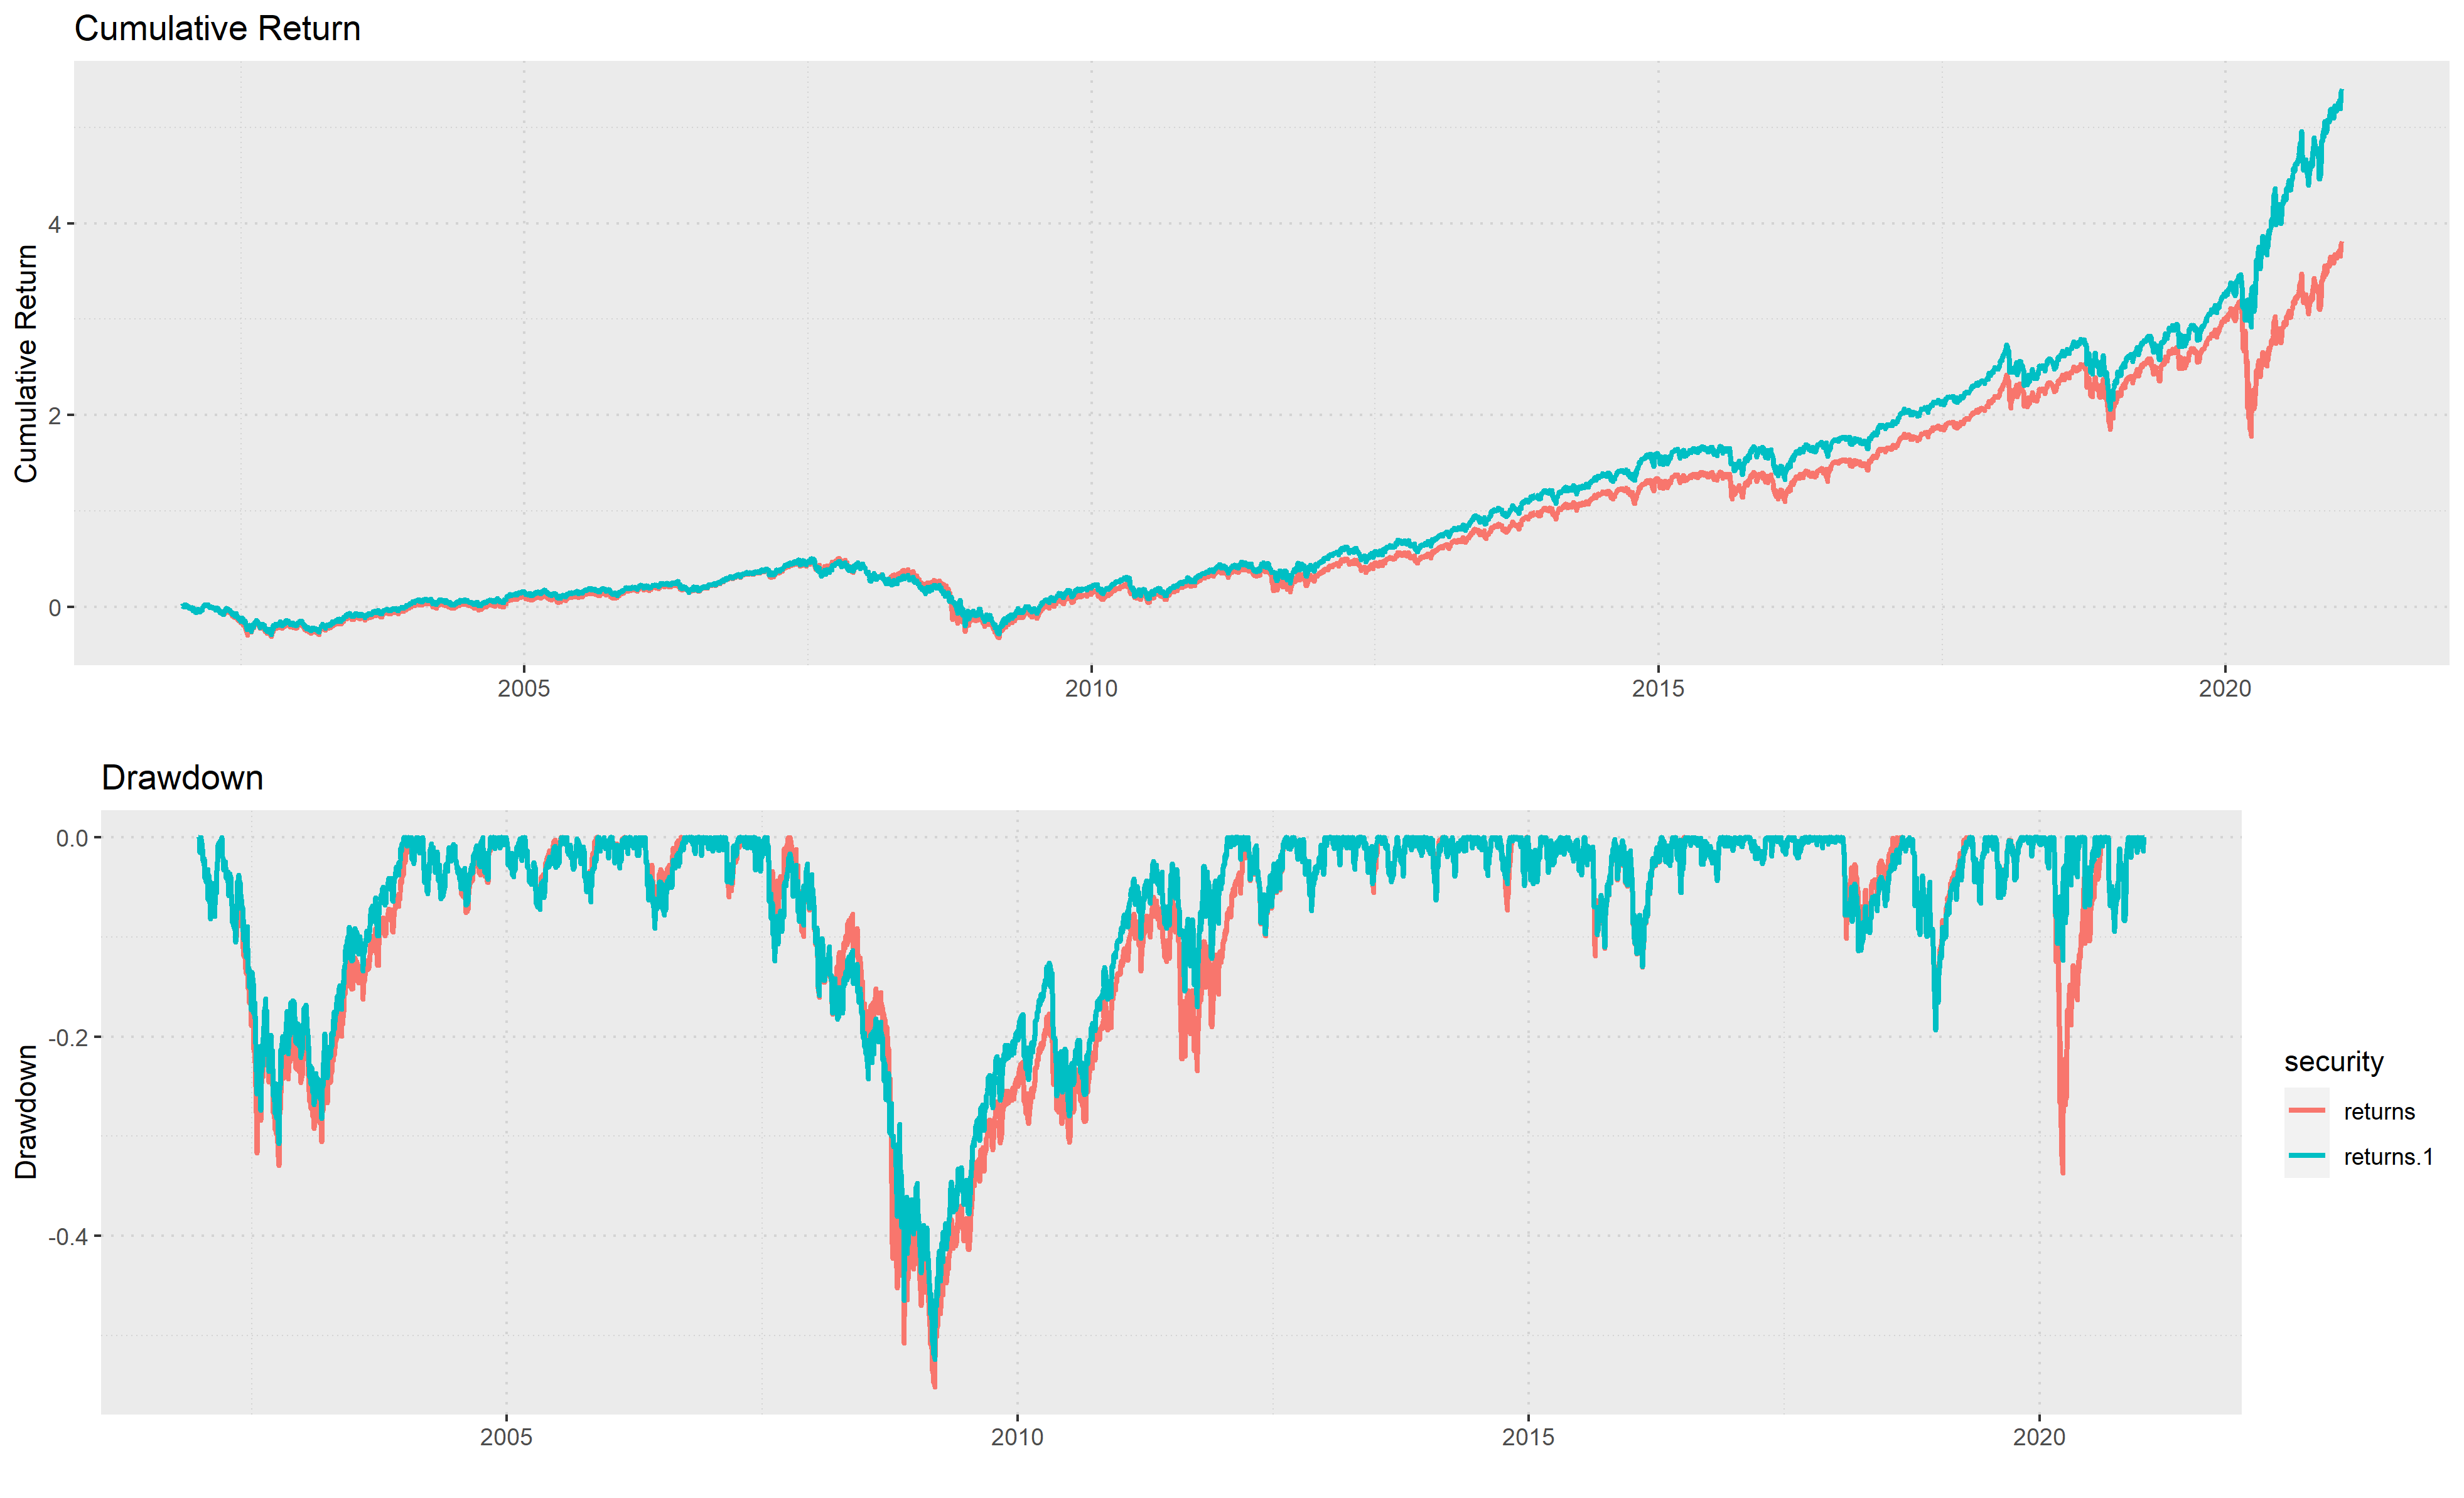 Cumulative Return
Cumulative Return
4
2
0
2005 2010 2015 2020
Drawdown
Drawdown
0.0
-0.2
-0.4
2005 2010 2015 2020
security
returns
returns.1